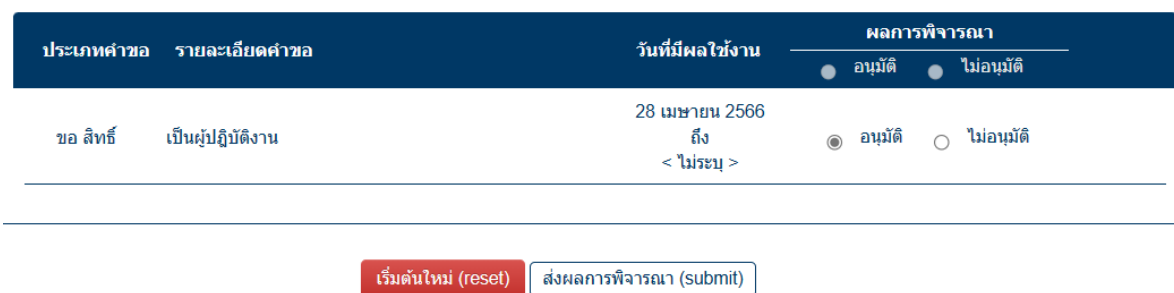 ประเภทคำขอ รายละเอียดคำขอ วันที่มีผลใช้งาน ผลการพิจารณา
อนุมัติ ไม่อนุมัติ
28 เมษายน 2566
ขอ สิทธิ์ เป็นผู้ปฎิบัติงาน ถึง อนุมัติ ไม่อนุมัติ
< ไม่ระบุ >
เริ่มต้นใหม่ (reset) ส่งผลการพิจารณา (submit)